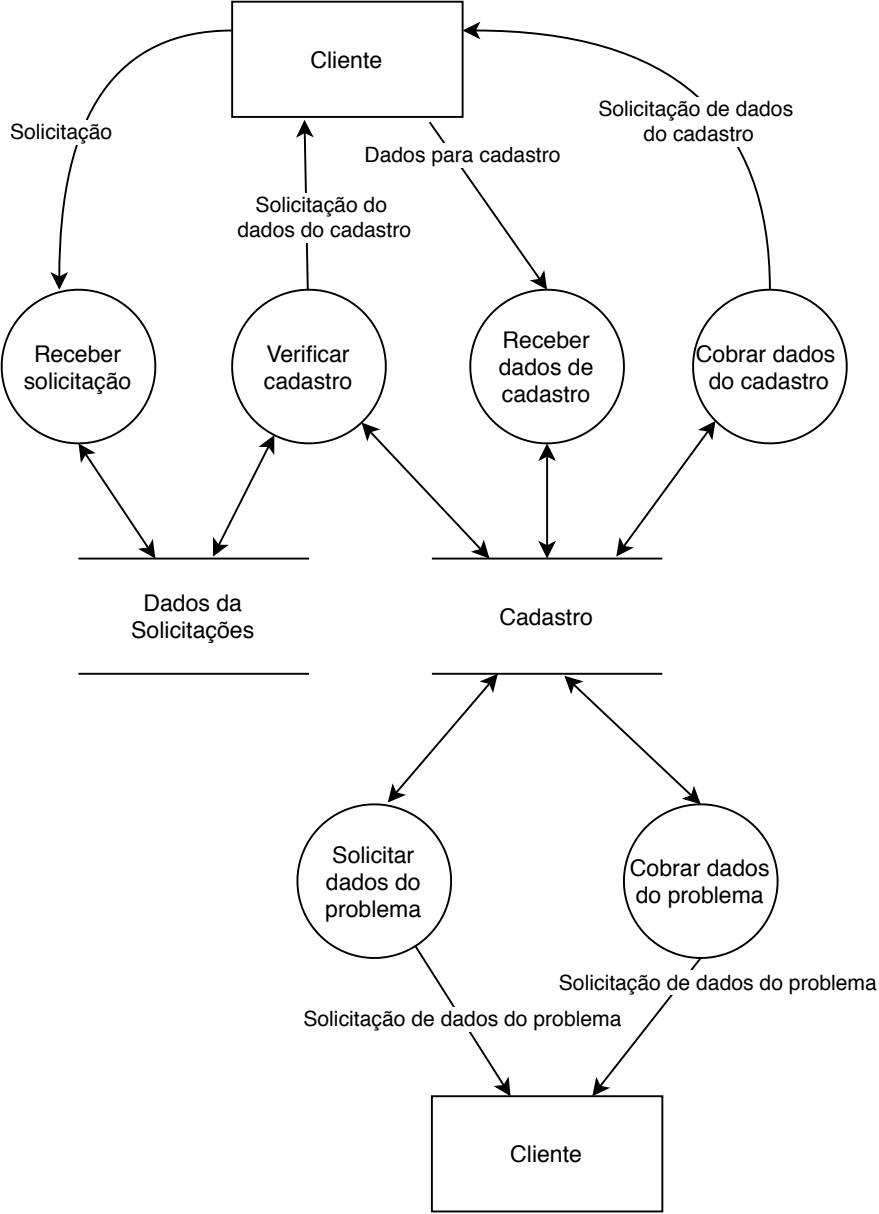 Cliente
Solicitação
Solicitação de dados
do cadastro
Dados para cadastro
Solicitação do
dados do cadastro
Receber
solicitação
Verificar
cadastro
Receber
dados de
cadastro
Cobrar dados
do cadastro
Dados da
Solicitações
Cadastro
Solicitar
dados do
problema
Cobrar dados
do problema
Solicitação de dados do problema
Solicitação de dados do problema
Cliente